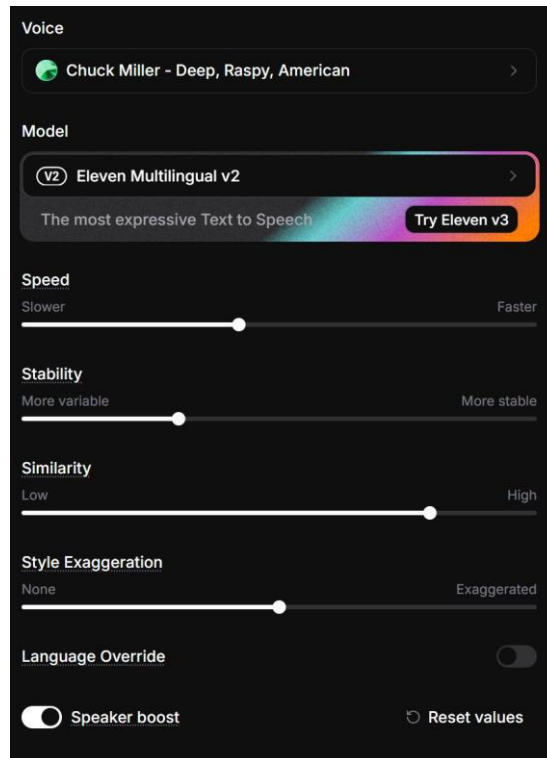 Voice
Chuck Miller - Deep, Raspy, American
Model
V2 Eleven Multilingual v2
The most expressive Text to Speech Try Eleven v3
Speed
Slower Faster
Stability
More variable More stable
Similarity
Low High
Style Exaggeration
None Exaggerated
Language Override
Speaker boost Reset values